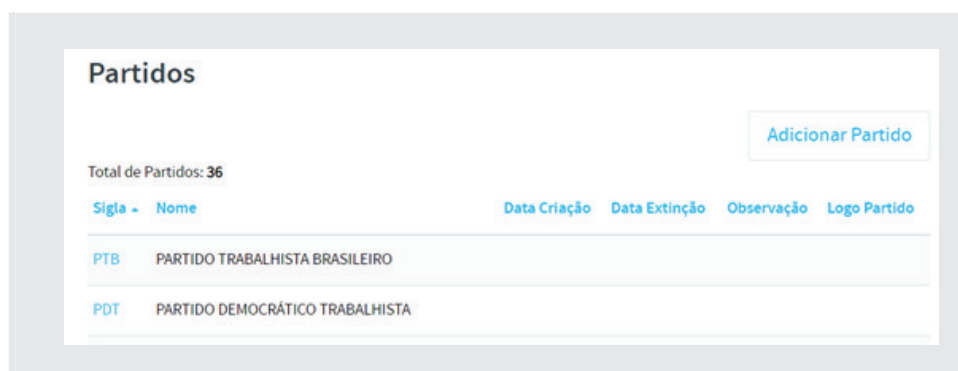 Partidos
Adicionar Partido
Total de Partidos: 36
Sigla Nome Data Criação Data Extinção Observação Logo Partido
PTB PARTIDO TRABALHISTA BRASILEIRO
PDT PARTIDO DEMOCRÁTICO TRABALHISTA